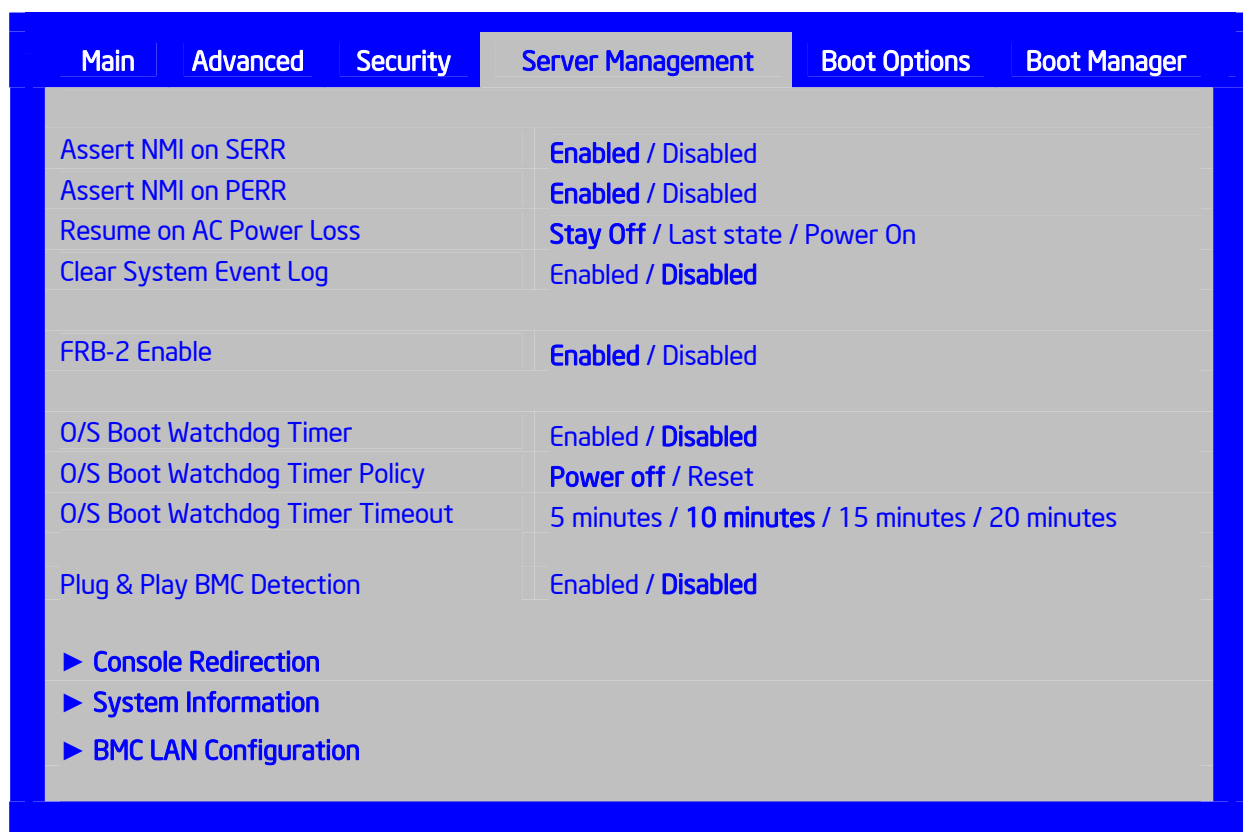 Main Advanced Security Server Management Boot Options Boot Manager
Assert NMI on SERR Enabled / Disabled
Assert NMI on PERR Enabled / Disabled
Resume on AC Power Loss Stay Off / Last state / Power On
Clear System Event Log Enabled / Disabled
FRB-2 Enable Enabled / Disabled
O/S Boot Watchdog Timer Enabled / Disabled
O/S Boot Watchdog Timer Policy Power off / Reset
O/S Boot Watchdog Timer Timeout 5 minutes / 10 minutes / 15 minutes / 20 minutes
Plug & Play BMC Detection Enabled / Disabled
► Console Redirection
► System Information
► BMC LAN Configuration